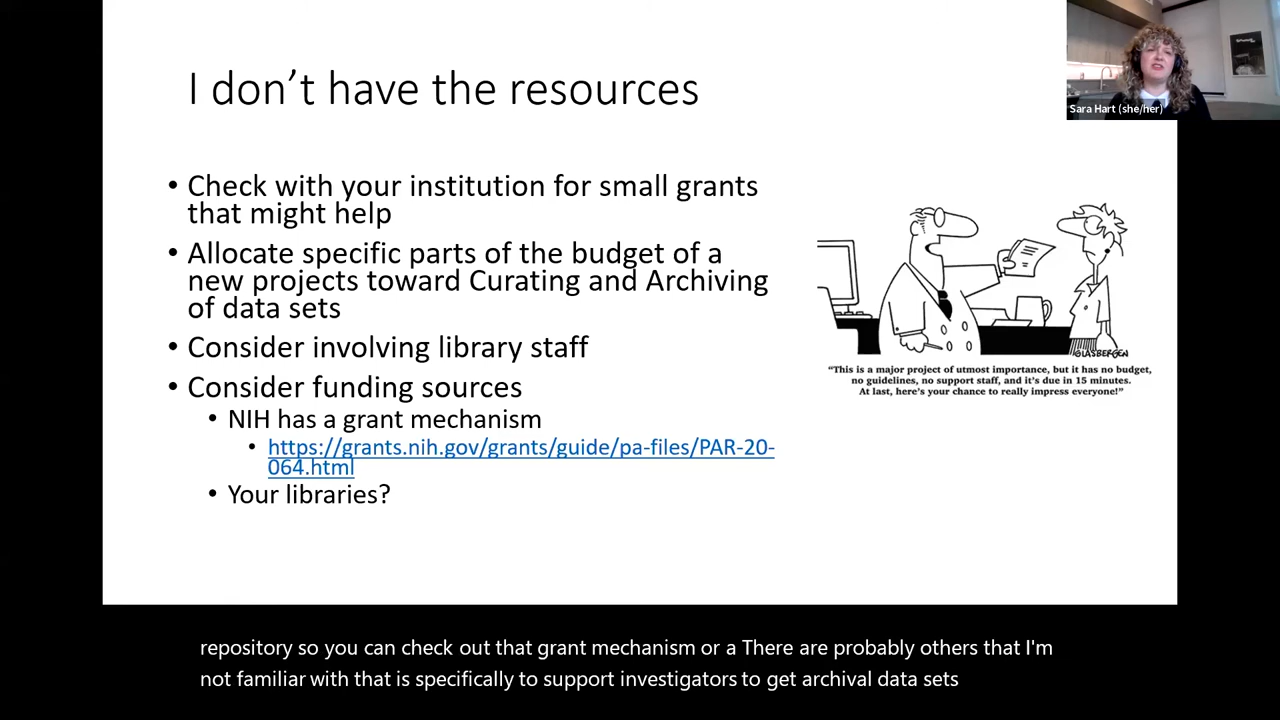 I don't have the resources
Sara Hart (she/her)
• Check with your institution for small grants
that might help
• Allocate specific parts of the budget of a
new projects toward Curating and Archiving
of data sets
• Consider involving library staff
• Consider funding sources
• NIH has a grant mechanism
• https://grants.nih.gov/grants/guide/pa-files/PAR-20-
064.html
• Your libraries?
GLASBERGEN
“This is a major project of utmost importance, but it has no budget,
no guidelines, no support staff, and it's due in 15 minutes.
At last, here's your chance to really impress everyone!”
repository so you can check out that grant mechanism or a There are probably others that I'm
not familiar with that is specifically to support investigators to get archival data sets